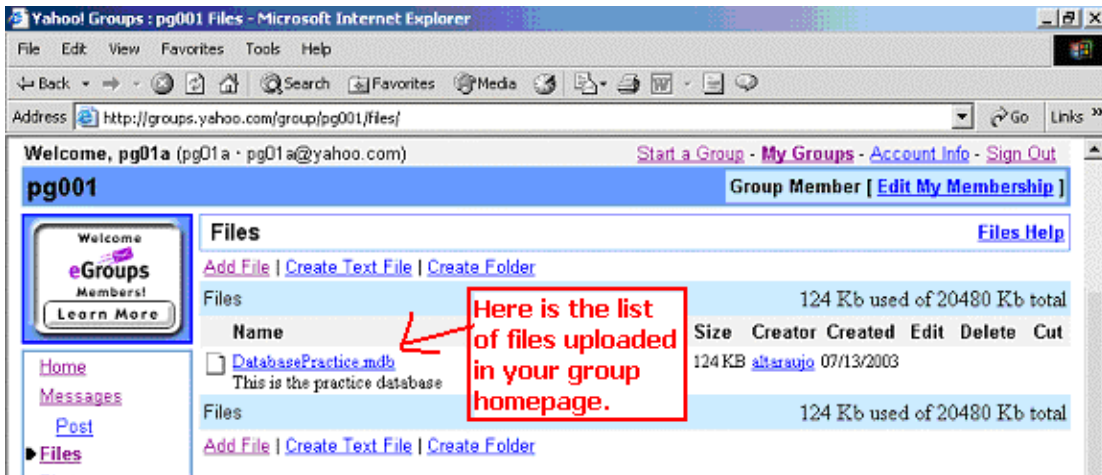 Yahoo! Groups : pg001 Files - Microsoft Internet Explorer
File Edit View Favorites Tools Help
Back Search Favorites Media
Address http://groups.yahoo.com/group/pg001/files/ Go Links »
Welcome, pg01a (pg01a · pg01a@yahoo.com) Start a Group - My Groups - Account Info - Sign Out
pg001 Group Member [ Edit My Membership ]
Welcome
eGroups
Members!
Learn More
Home
Messages
Post
Files
Files Files Help
Add File | Create Text File | Create Folder
Files 124 Kb used of 20480 Kb total
Name Size Creator Created Edit Delete Cut
DatabasePractice.mdb 124 KB altaraujo 07/13/2003
This is the practice database
Files 124 Kb used of 20480 Kb total
Add File | Create Text File | Create Folder
Here is the list
of files uploaded
in your group
homepage.